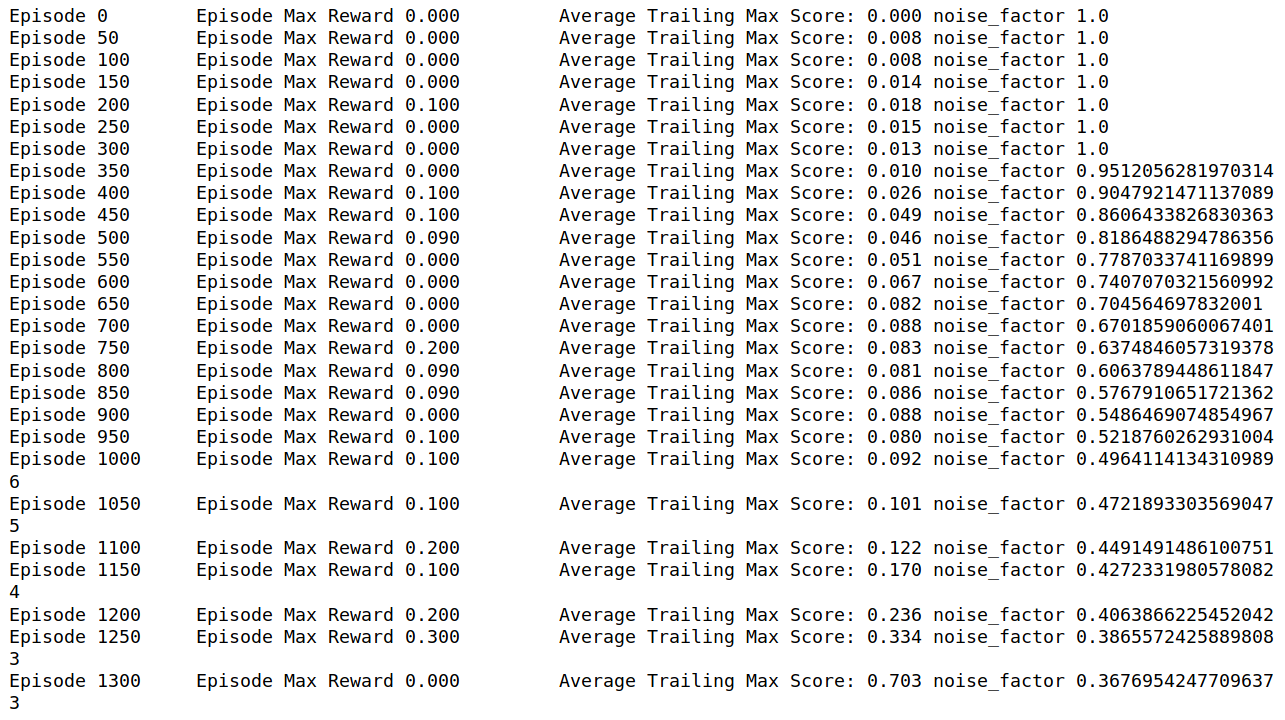 Episode 0 Episode Max Reward 0.000 Average Trailing Max Score: 0.000 noise_factor 1.0
Episode 50 Episode Max Reward 0.000 Average Trailing Max Score: 0.008 noise_factor 1.0
Episode 100 Episode Max Reward 0.000 Average Trailing Max Score: 0.008 noise_factor 1.0
Episode 150 Episode Max Reward 0.000 Average Trailing Max Score: 0.014 noise_factor 1.0
Episode 200 Episode Max Reward 0.100 Average Trailing Max Score: 0.018 noise_factor 1.0
Episode 250 Episode Max Reward 0.000 Average Trailing Max Score: 0.015 noise_factor 1.0
Episode 300 Episode Max Reward 0.000 Average Trailing Max Score: 0.013 noise_factor 1.0
Episode 350 Episode Max Reward 0.000 Average Trailing Max Score: 0.010 noise_factor 0.9512056281970314
Episode 400 Episode Max Reward 0.100 Average Trailing Max Score: 0.026 noise_factor 0.9047921471137089
Episode 450 Episode Max Reward 0.100 Average Trailing Max Score: 0.049 noise_factor 0.8606433826830363
Episode 500 Episode Max Reward 0.090 Average Trailing Max Score: 0.046 noise_factor 0.8186488294786356
Episode 550 Episode Max Reward 0.000 Average Trailing Max Score: 0.051 noise_factor 0.7787033741169899
Episode 600 Episode Max Reward 0.000 Average Trailing Max Score: 0.067 noise_factor 0.7407070321560992
Episode 650 Episode Max Reward 0.000 Average Trailing Max Score: 0.082 noise_factor 0.704564697832001
Episode 700 Episode Max Reward 0.000 Average Trailing Max Score: 0.088 noise_factor 0.6701859060067401
Episode 750 Episode Max Reward 0.200 Average Trailing Max Score: 0.083 noise_factor 0.6374846057319378
Episode 800 Episode Max Reward 0.090 Average Trailing Max Score: 0.081 noise_factor 0.6063789448611847
Episode 850 Episode Max Reward 0.090 Average Trailing Max Score: 0.086 noise_factor 0.5767910651721362
Episode 900 Episode Max Reward 0.000 Average Trailing Max Score: 0.088 noise_factor 0.5486469074854967
Episode 950 Episode Max Reward 0.100 Average Trailing Max Score: 0.080 noise_factor 0.5218760262931004
Episode 1000 Episode Max Reward 0.100 Average Trailing Max Score: 0.092 noise_factor 0.4964114134310989
6
Episode 1050 Episode Max Reward 0.100 Average Trailing Max Score: 0.101 noise_factor 0.4721893303569047
5
Episode 1100 Episode Max Reward 0.200 Average Trailing Max Score: 0.122 noise_factor 0.4491491486100751
Episode 1150 Episode Max Reward 0.100 Average Trailing Max Score: 0.170 noise_factor 0.4272331980578082
4
Episode 1200 Episode Max Reward 0.200 Average Trailing Max Score: 0.236 noise_factor 0.4063866225452042
Episode 1250 Episode Max Reward 0.300 Average Trailing Max Score: 0.334 noise_factor 0.3865572425889808
3
Episode 1300 Episode Max Reward 0.000 Average Trailing Max Score: 0.703 noise_factor 0.3676954247709637
3